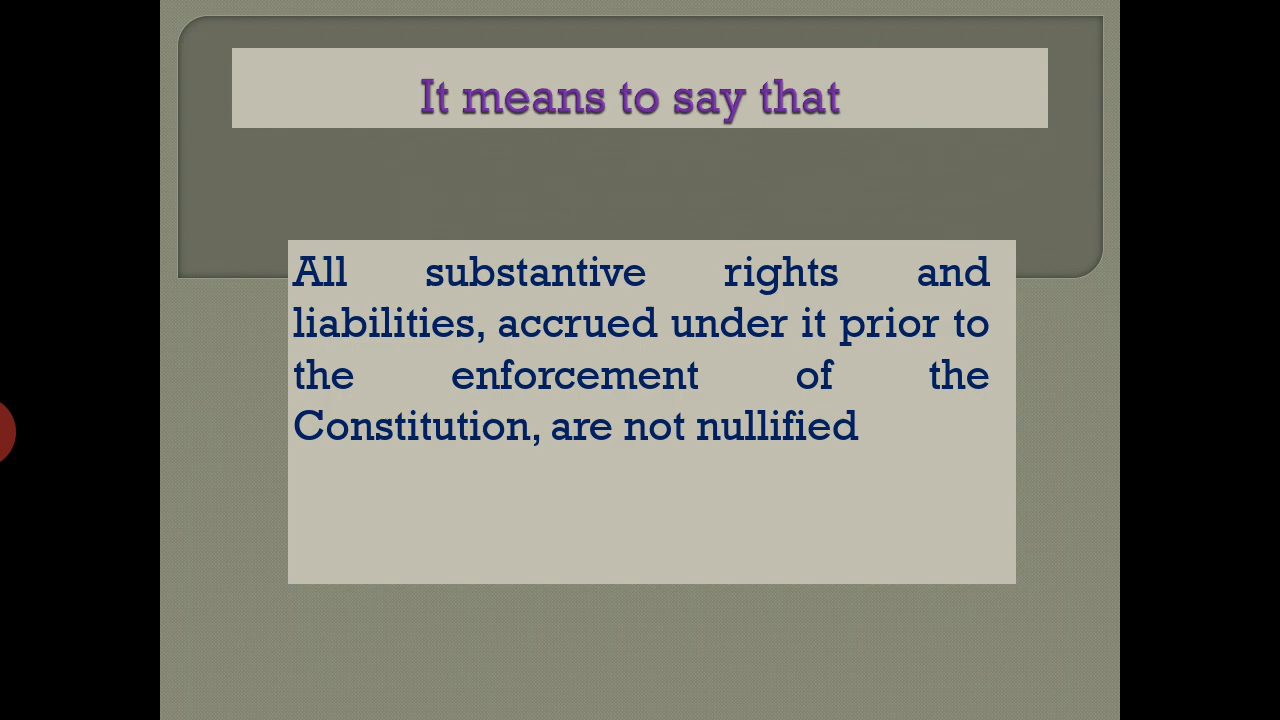 It means to say that
All substantive rights and
liabilities, accrued under it prior to
the enforcement of the
Constitution, are not nullified